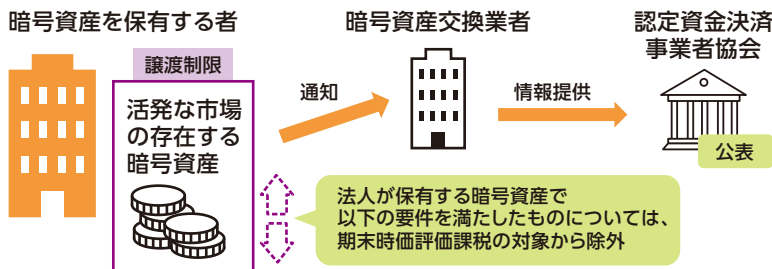 暗号資産を保有する者
譲渡制限
活発な市場
の存在する
暗号資産
通知
暗号資産交換業者
情報提供
認定資金決済
事業者協会
公表
法人が保有する暗号資産で
以下の要件を満たしたものについては、
期末時価評価課税の対象から除外